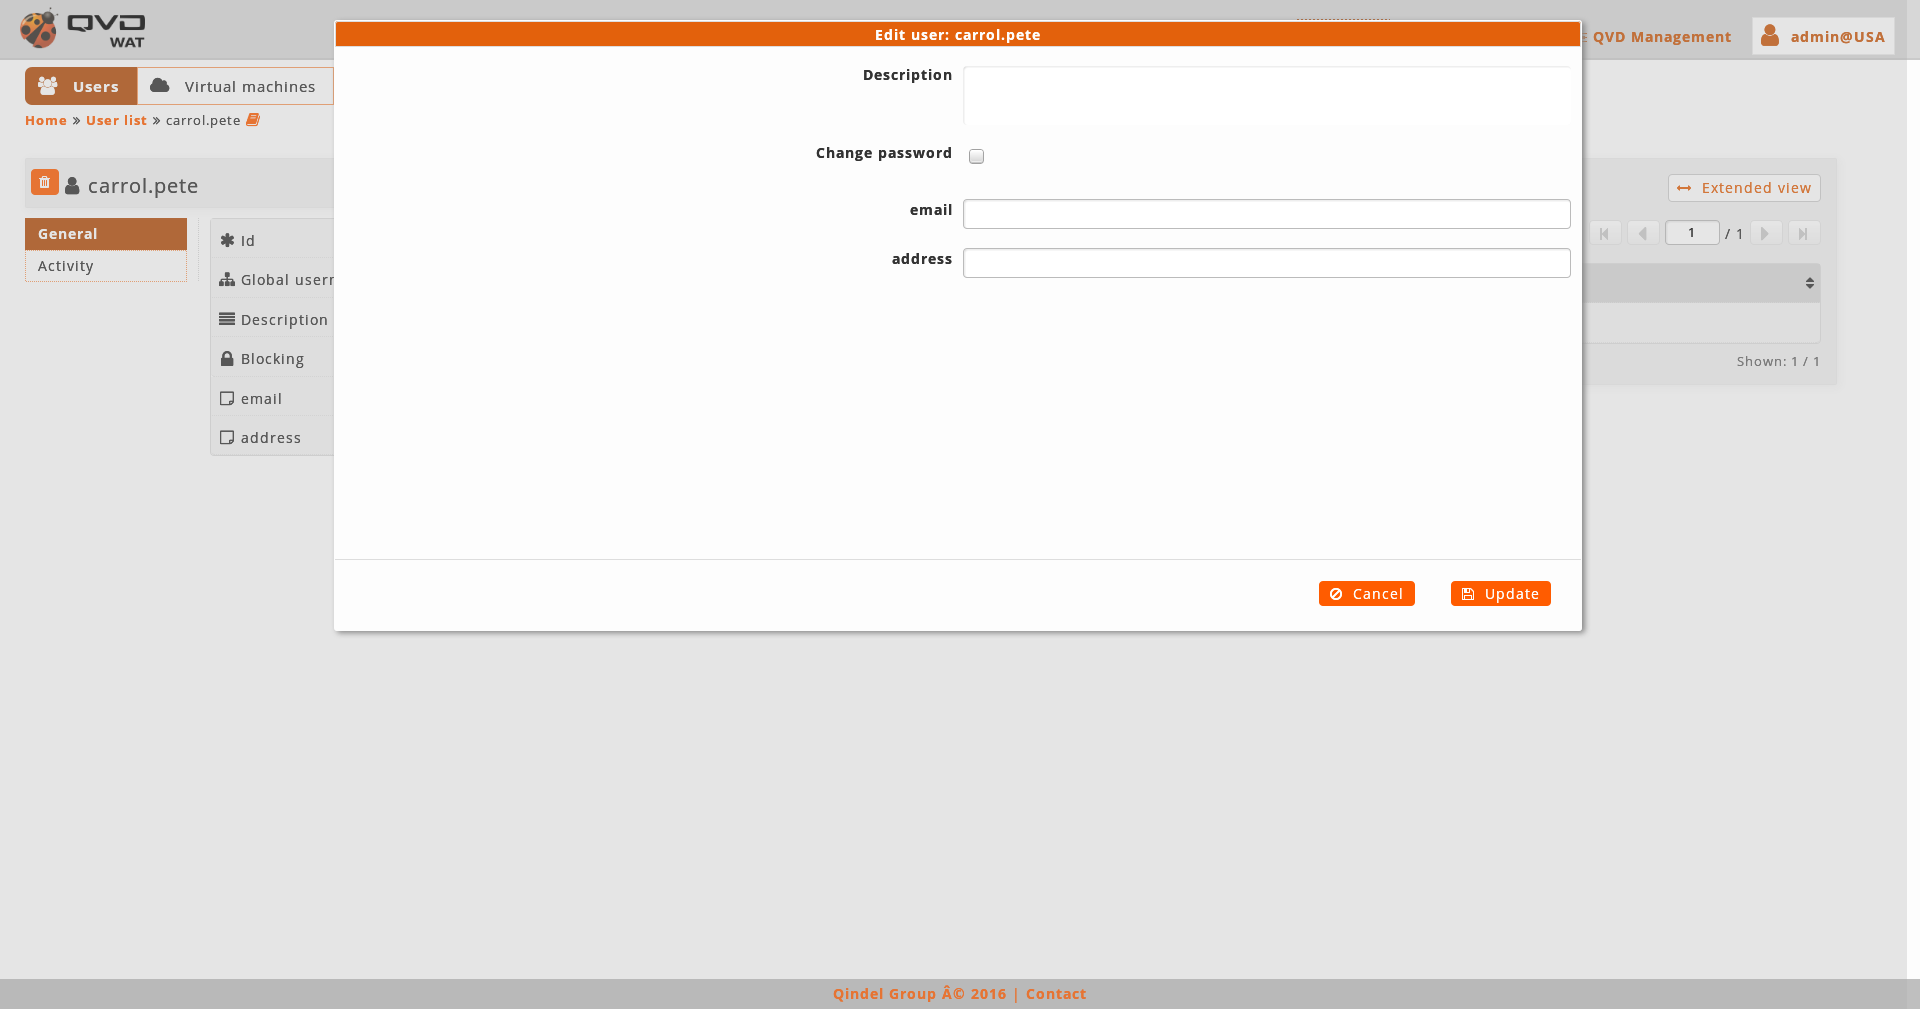 QVD
WAT
Edit user: carrol.pete
QVD Management
admin@USA
Users
Virtual machines
Home » User list » carrol.pete
carrol.pete
General
Activity
Id
Global usern
Description
Blocking
email
address
Description
Change password
email
address
Cancel
Update
Extended view
1 / 1
Shown: 1 / 1
Qindel Group Â© 2016 | Contact